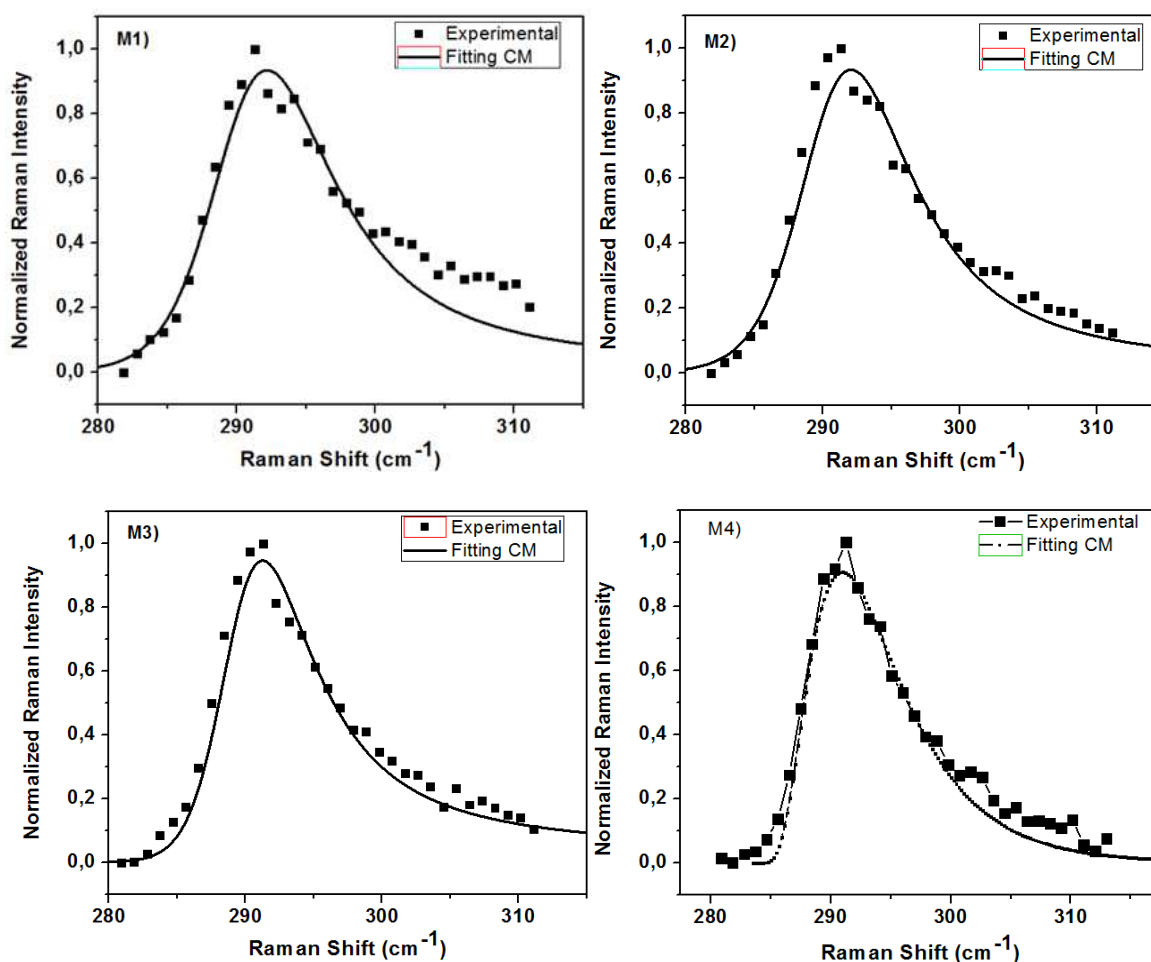 M1)
Experimental
Fitting CM
Normalized Raman Intensity
1,0
0,8
0,6
0,4
0,2
0,0
280 290 300 310
Raman Shift (cm⁻¹)
M2)
Experimental
Fitting CM
Normalized Raman Intensity
1,0
0,8
0,6
0,4
0,2
0,0
280 290 300 310
Raman Shift (cm⁻¹)
M3)
Experimental
Fitting CM
Normalized Raman Intensity
1,0
0,8
0,6
0,4
0,2
0,0
280 290 300 310
Raman Shift (cm⁻¹)
M4)
Experimental
Fitting CM
Normalized Raman Intensity
1,0
0,8
0,6
0,4
0,2
0,0
280 290 300 310
Raman Shift (cm⁻¹)